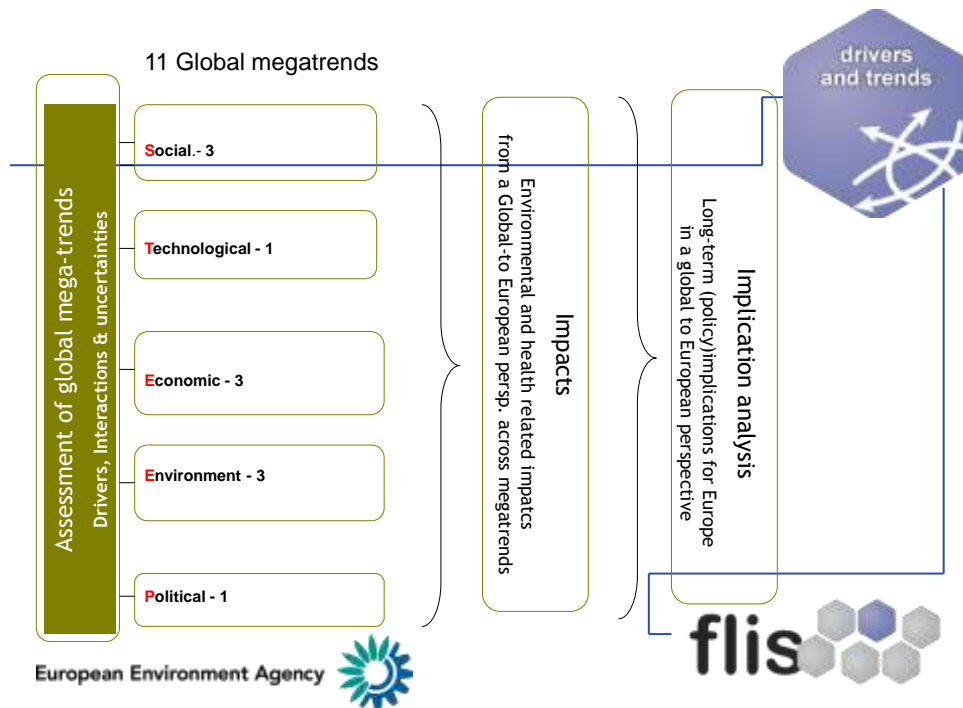 11 Global megatrends
drivers
and trends
Assessment of global mega-trends
Drivers, Interactions & uncertainties
Social.- 3
Technological - 1
Economic - 3
Environment - 3
Political - 1
Impacts
Environmental and health related impatcs
from a Global-to European persp. across megatrends
Implication analysis
Long-term (policy)implications for Europe
in a global to European perspective
European Environment Agency
flis